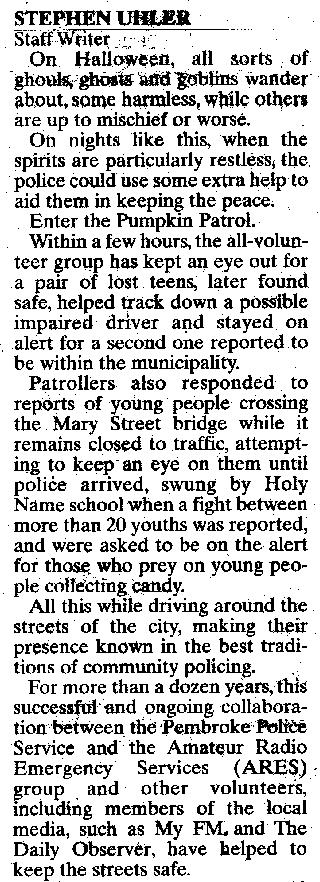 STEPHEN UHLER
Staff Writer
On Halloween, all sorts of
ghouls, ghosts and goblins wander
about, some harmless, while others
are up to mischief or worse.
On nights like this, when the
spirits are particularly restless, the
police could use some extra help to
aid them in keeping the peace.
Enter the Pumpkin Patrol.
Within a few hours, the all-volun-
teer group has kept an eye out for
a pair of lost teens, later found
safe, helped track down a possible
impaired driver and stayed on
alert for a second one reported to
be within the municipality.
Patrollers also responded to
reports of young people crossing
the Mary Street bridge while it
remains closed to traffic, attempt-
ing to keep an eye on them until
police arrived, swung by Holy
Name school when a fight between
more than 20 youths was reported,
and were asked to be on the alert
for those who prey on young peo-
ple collecting candy.
All this while driving around the
streets of the city, making their
presence known in the best tradi-
tions of community policing.
For more than a dozen years, this
successful and ongoing collabora-
tion between the Pembroke Police
Service and the Amateur Radio
Emergency Services (ARES)
group and other volunteers,
including members of the local
media, such as My FM and The
Daily Observer, have helped to
keep the streets safe.